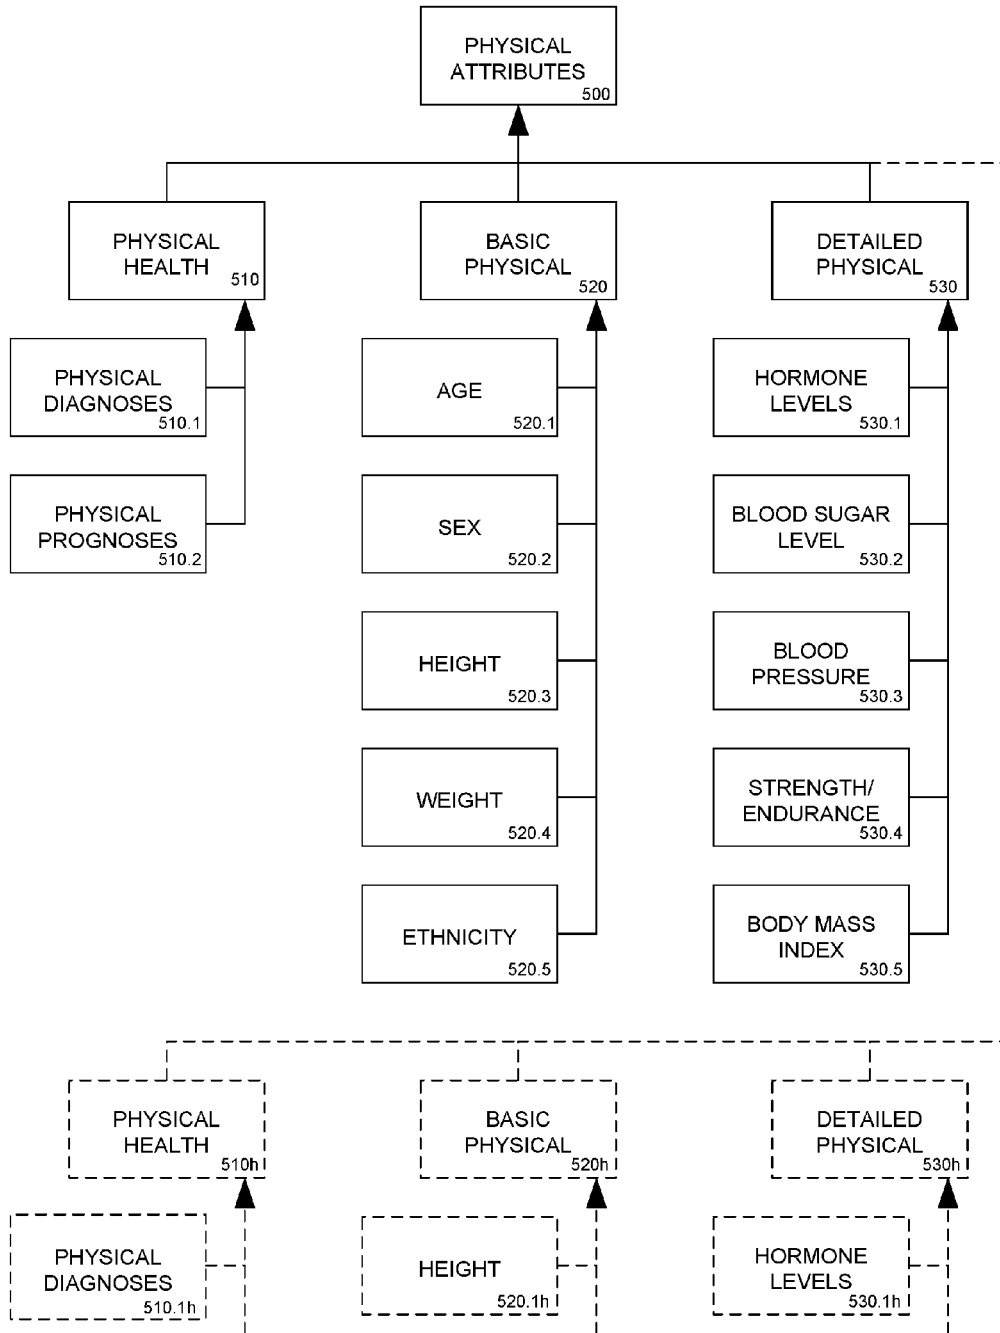 PHYSICAL
ATTRIBUTES
500
PHYSICAL
HEALTH
510
BASIC
PHYSICAL
520
DETAILED
PHYSICAL
530
PHYSICAL
DIAGNOSES
510.1
AGE
520.1
HORMONE
LEVELS
530.1
PHYSICAL
PROGNOSES
510.2
SEX
520.2
BLOOD SUGAR
LEVEL
530.2
HEIGHT
520.3
BLOOD
PRESSURE
530.3
WEIGHT
520.4
STRENGTH/
ENDURANCE
530.4
ETHNICITY
520.5
BODY MASS
INDEX
530.5
PHYSICAL
HEALTH
510h
BASIC
PHYSICAL
520h
DETAILED
PHYSICAL
530h
PHYSICAL
DIAGNOSES
510.1h
HEIGHT
520.1h
HORMONE
LEVELS
530.1h